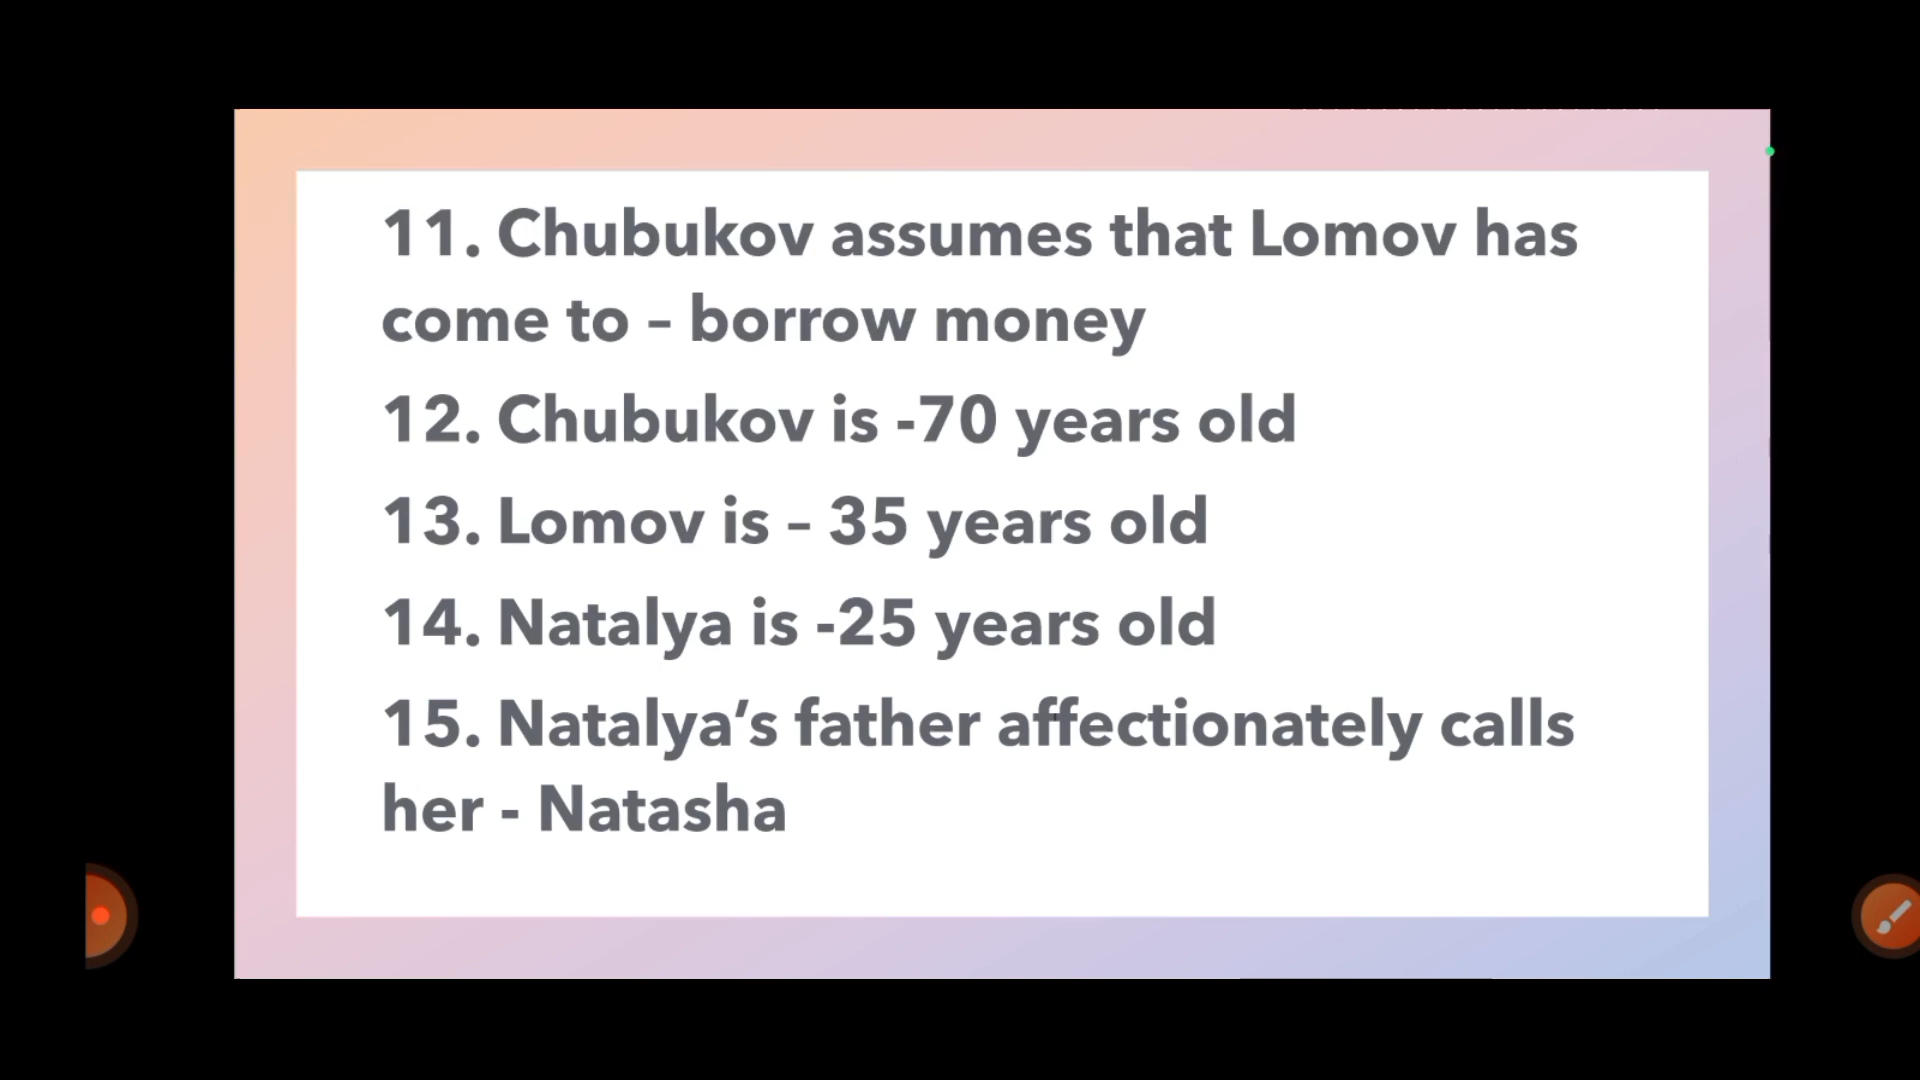 11. Chubukov assumes that Lomov has
come to – borrow money
12. Chubukov is -70 years old
13. Lomov is – 35 years old
14. Natalya is -25 years old
15. Natalya’s father affectionately calls
her - Natasha